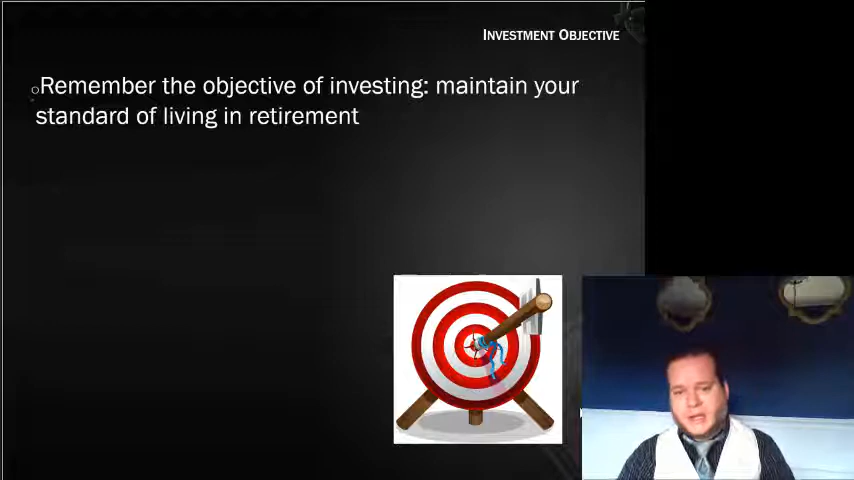 Investment Objective
Remember the objective of investing: maintain your
standard of living in retirement